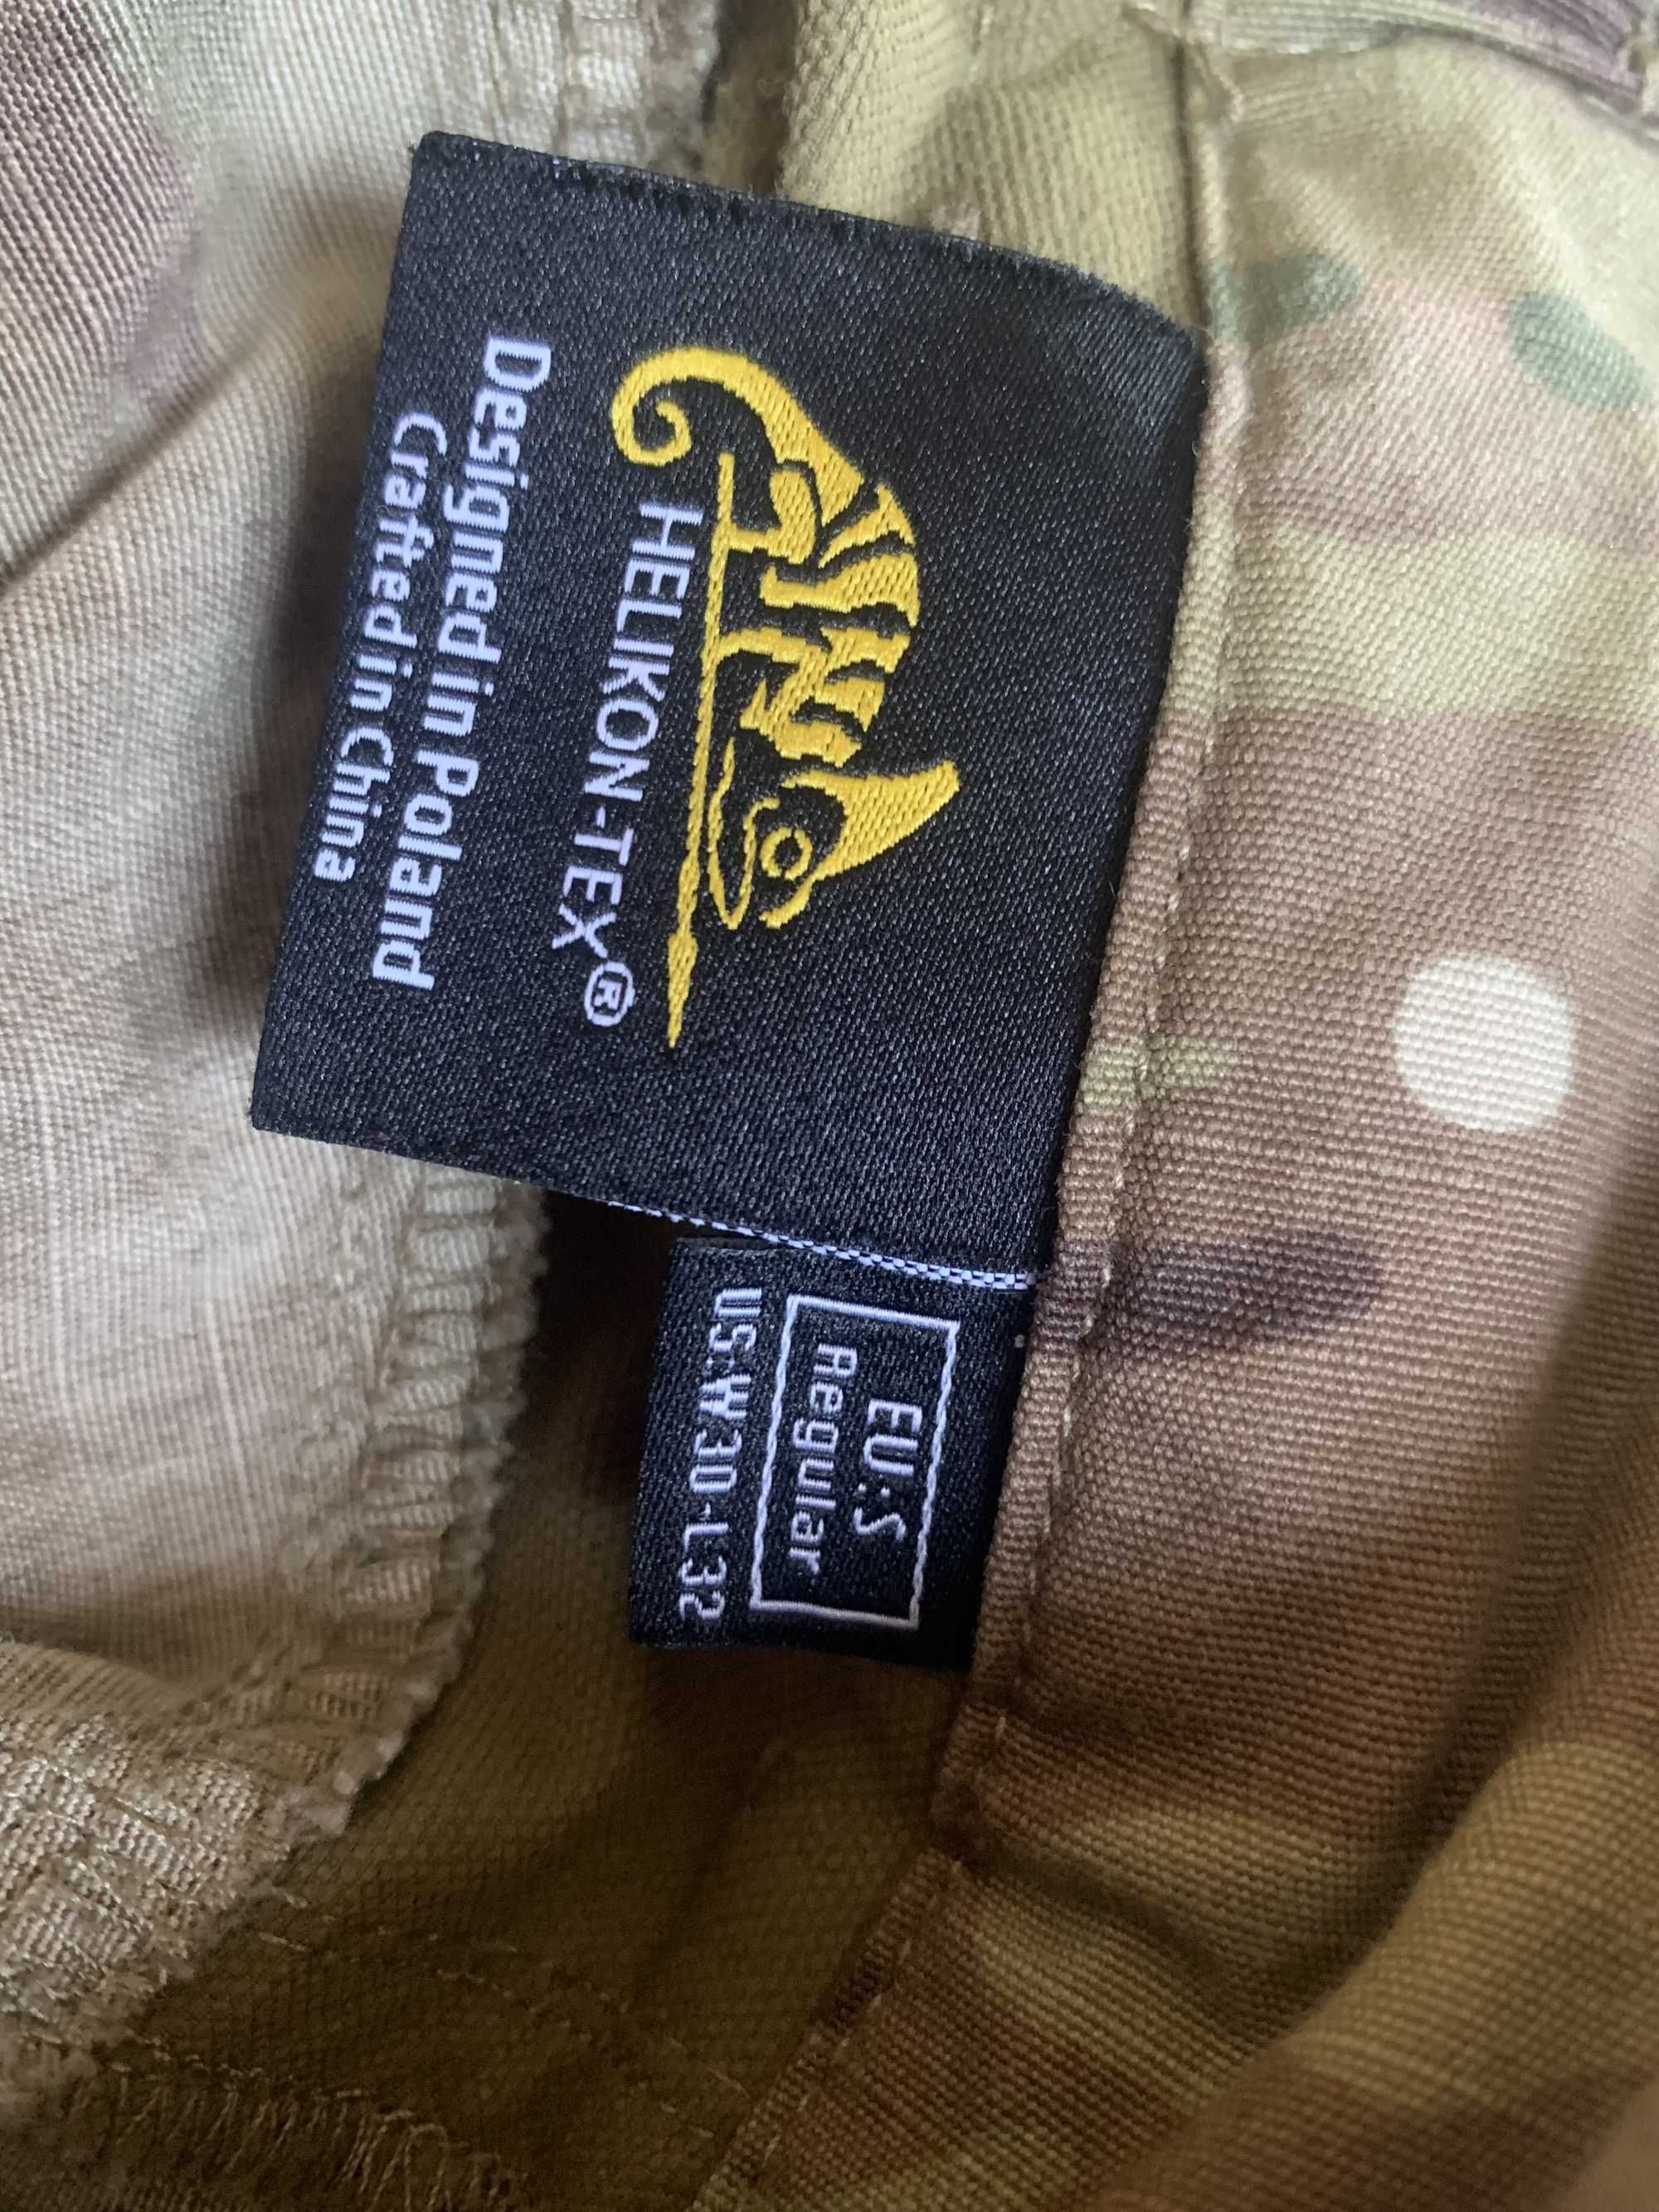 HELIKON-TEX®
Designed in Poland
Crafted in China
EU:S
Regular
US:W30-L32